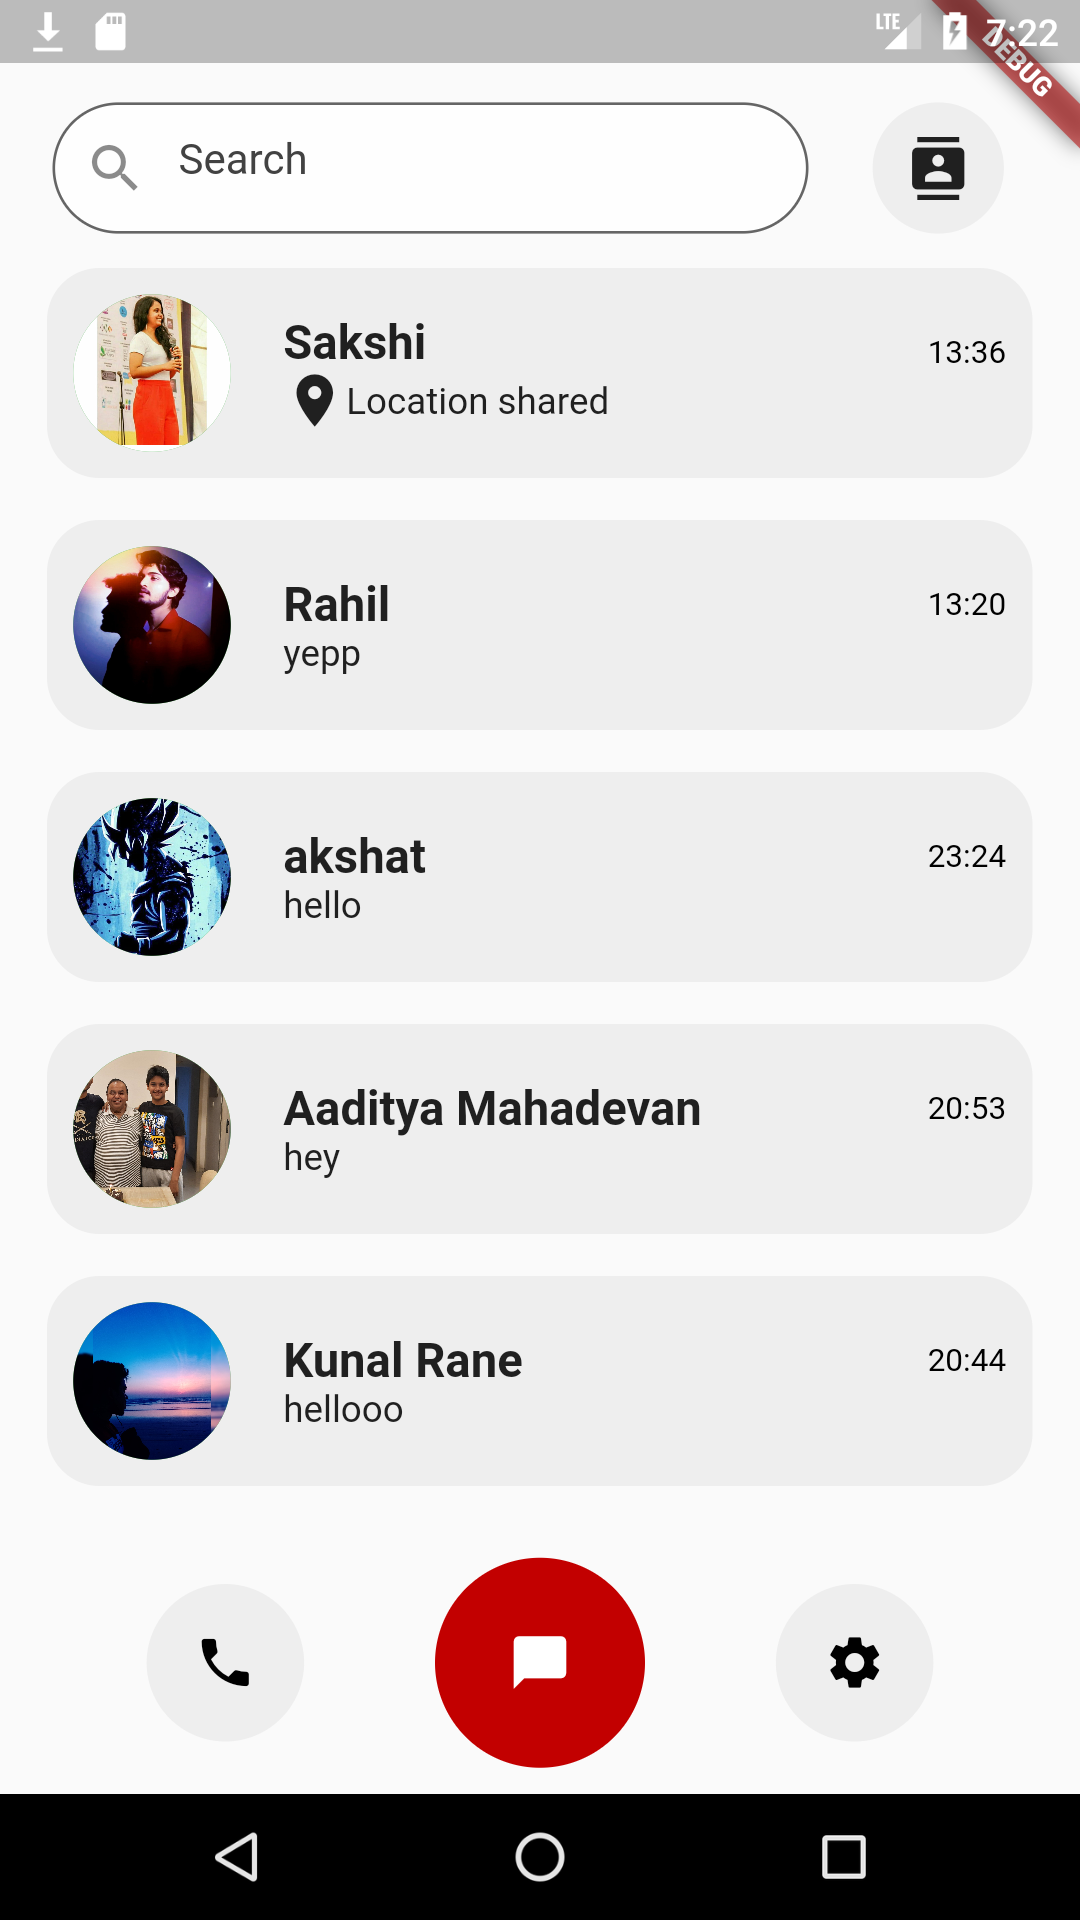 LTE 7:22
DEBUG
Search
Sakshi
13:36
Location shared
Rahil
13:20
yepp
akshat
23:24
hello
Aaditya Mahadevan
20:53
hey
Kunal Rane
20:44
hellooo